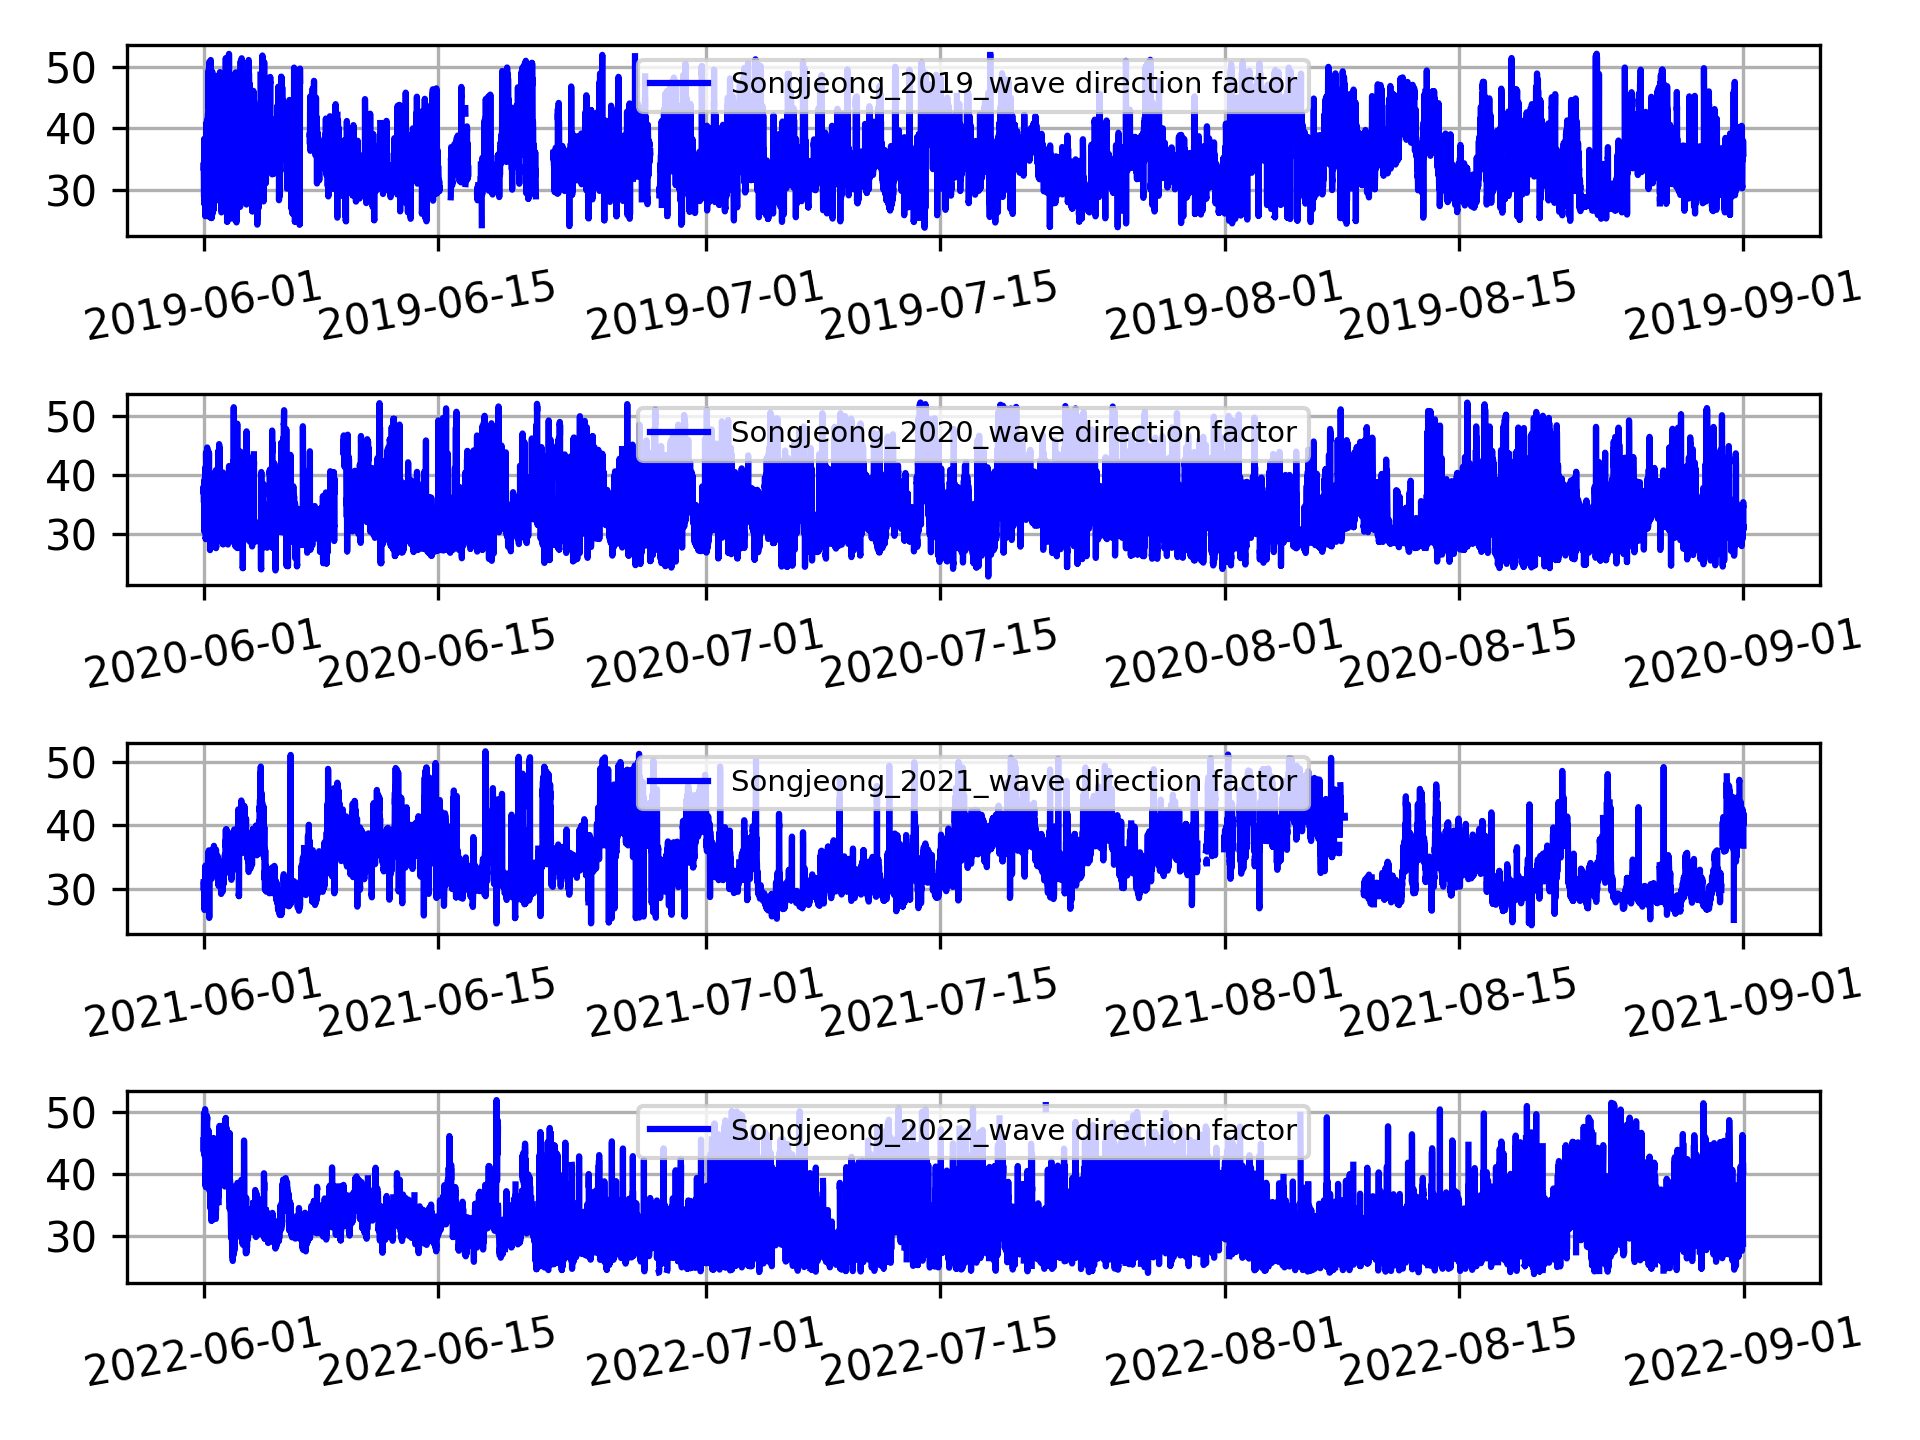 50
Songjeong_2019_wave direction factor
40
30
2019-06-01 2019-06-15 2019-07-01 2019-07-15 2019-08-01 2019-08-15 2019-09-01
50
Songjeong_2020_wave direction factor
40
30
2020-06-01 2020-06-15 2020-07-01 2020-07-15 2020-08-01 2020-08-15 2020-09-01
50
Songjeong_2021_wave direction factor
40
30
2021-06-01 2021-06-15 2021-07-01 2021-07-15 2021-08-01 2021-08-15 2021-09-01
50
Songjeong_2022_wave direction factor
40
30
2022-06-01 2022-06-15 2022-07-01 2022-07-15 2022-08-01 2022-08-15 2022-09-01